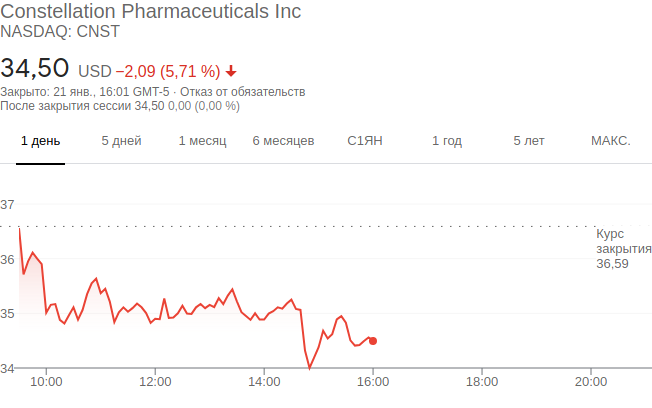 Constellation Pharmaceuticals Inc
NASDAQ: CNST
34,50 USD −2,09 (5,71 %)
Закрыто: 21 янв., 16:01 GMT-5 · Отказ от обязательств
После закрытия сессии 34,50 0,00 (0,00 %)
1 день 5 дней 1 месяц 6 месяцев С1ЯН 1 год 5 лет МАКС.
37
Курс
закрытия
36,59
36
35
34
10:00 12:00 14:00 16:00 18:00 20:00